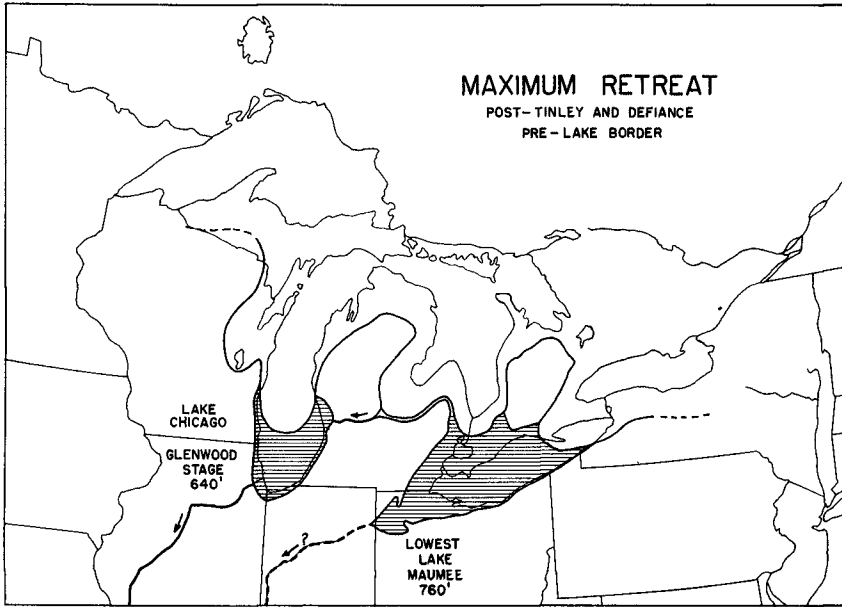 MAXIMUM RETREAT
POST-TINLEY AND DEFIANCE
PRE-LAKE BORDER
LAKE
CHICAGO
GLENWOOD
STAGE
640'
?
LOWEST
LAKE
MAUMEE
760'